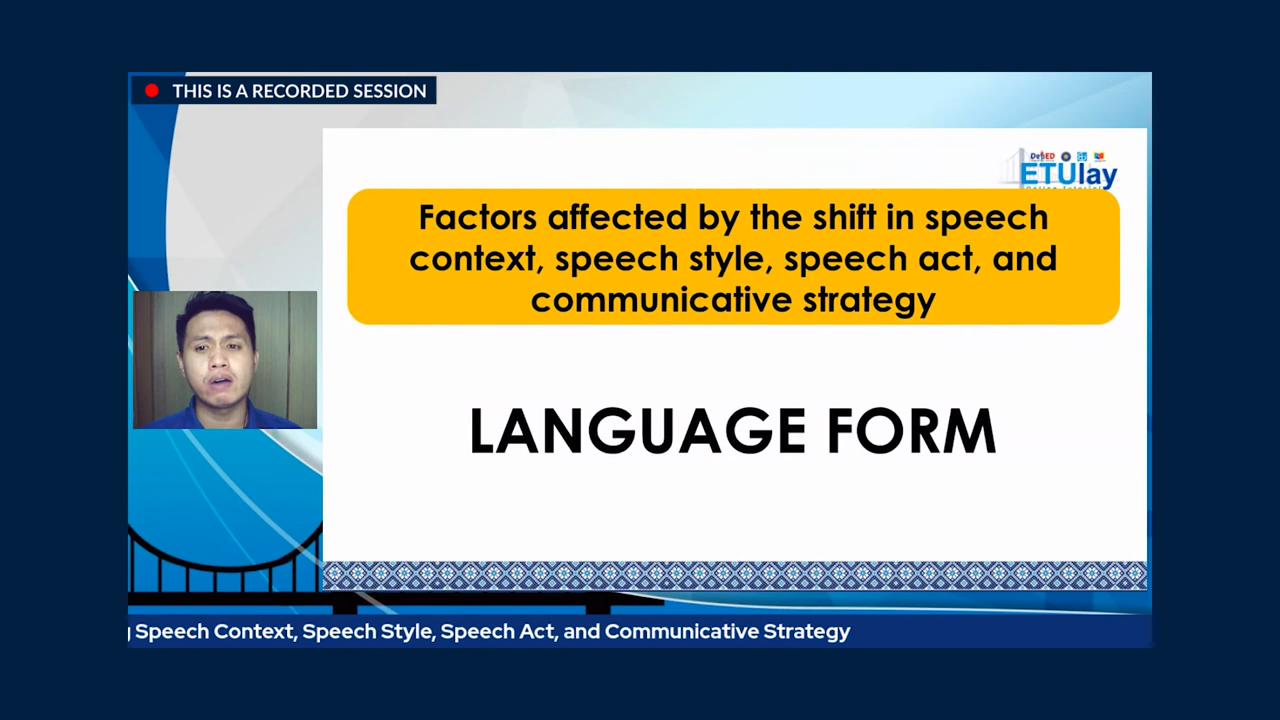 THIS IS A RECORDED SESSION
DepED
ETUlay
Factors affected by the shift in speech
context, speech style, speech act, and
communicative strategy
LANGUAGE FORM
Speech Context, Speech Style, Speech Act, and Communicative Strategy